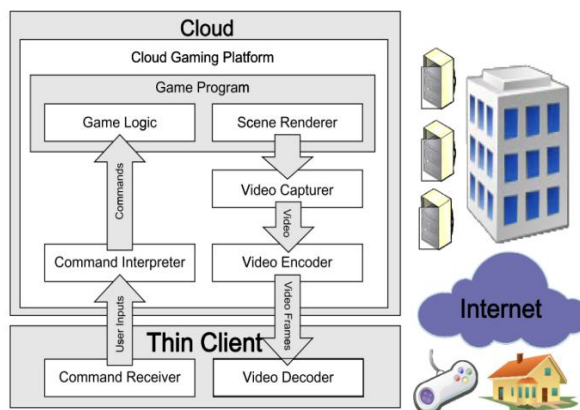 Cloud
Cloud Gaming Platform
Game Program
Game Logic
Scene Renderer
Commands
Video Capturer
Video
Command Interpreter
Video Encoder
Internet
User Inputs
Video Frames
Thin Client
Command Receiver
Video Decoder